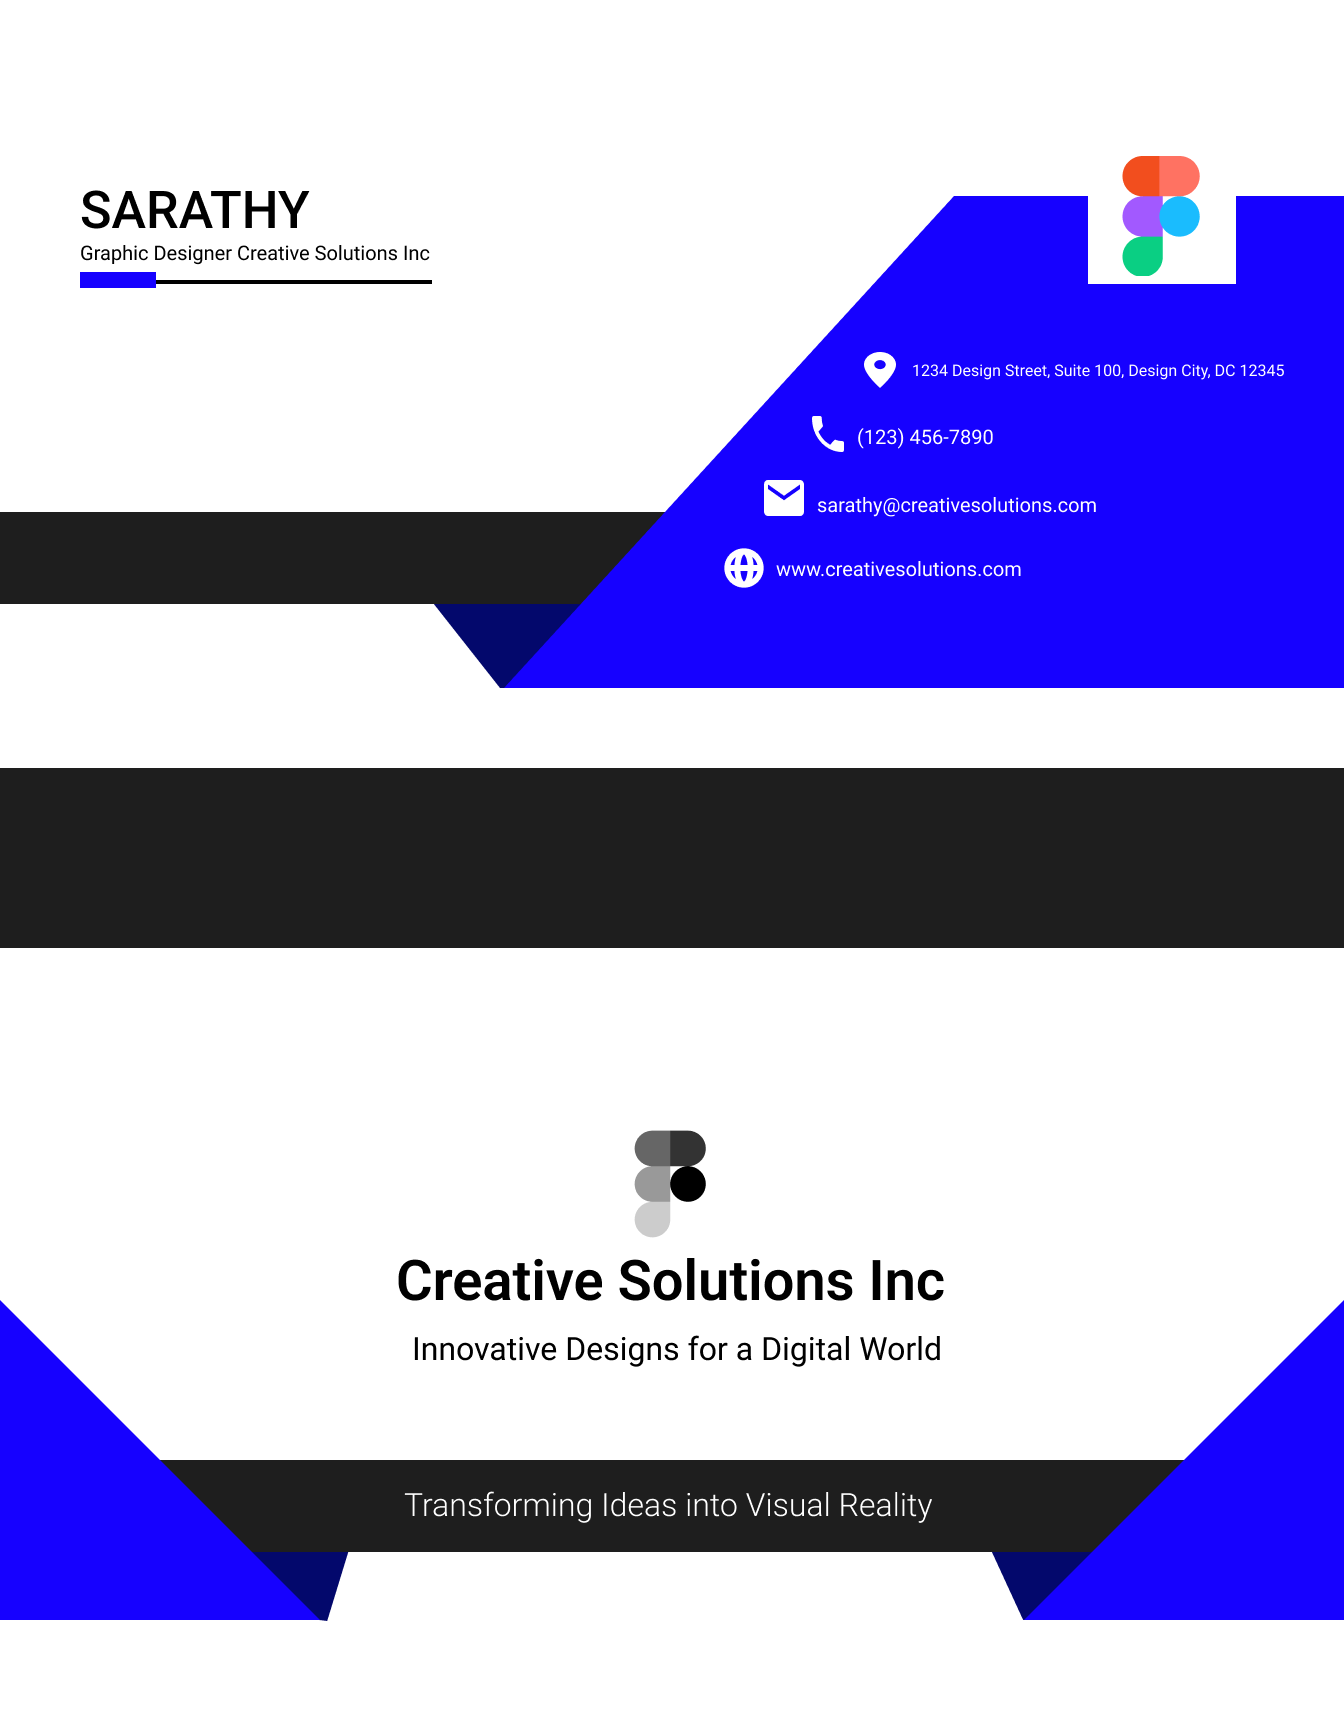 SARATHY
Graphic Designer Creative Solutions Inc
1234 Design Street, Suite 100, Design City, DC 12345
(123) 456-7890
sarathy@creativesolutions.com
www.creativesolutions.com
Creative Solutions Inc
Innovative Designs for a Digital World
Transforming Ideas into Visual Reality